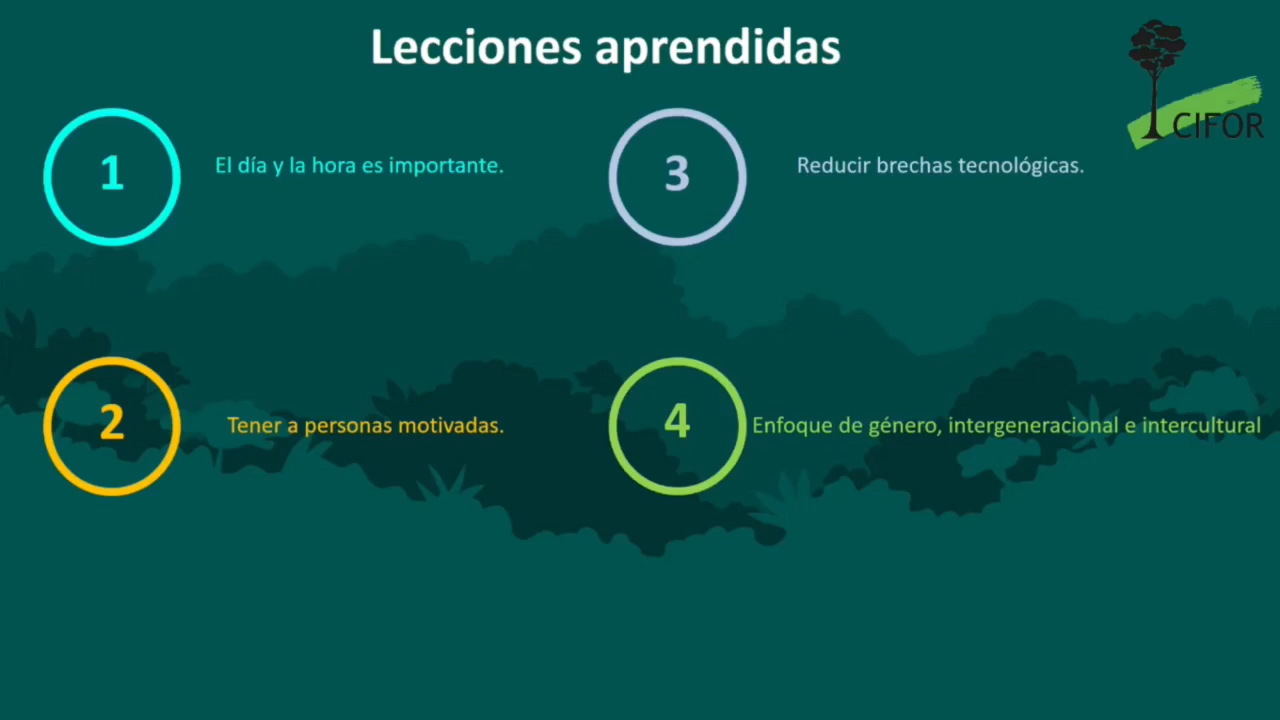 Lecciones aprendidas
CIFOR
1
El día y la hora es importante.
2
Tener a personas motivadas.
3
Reducir brechas tecnológicas.
4
Enfoque de género, intergeneracional e intercultural